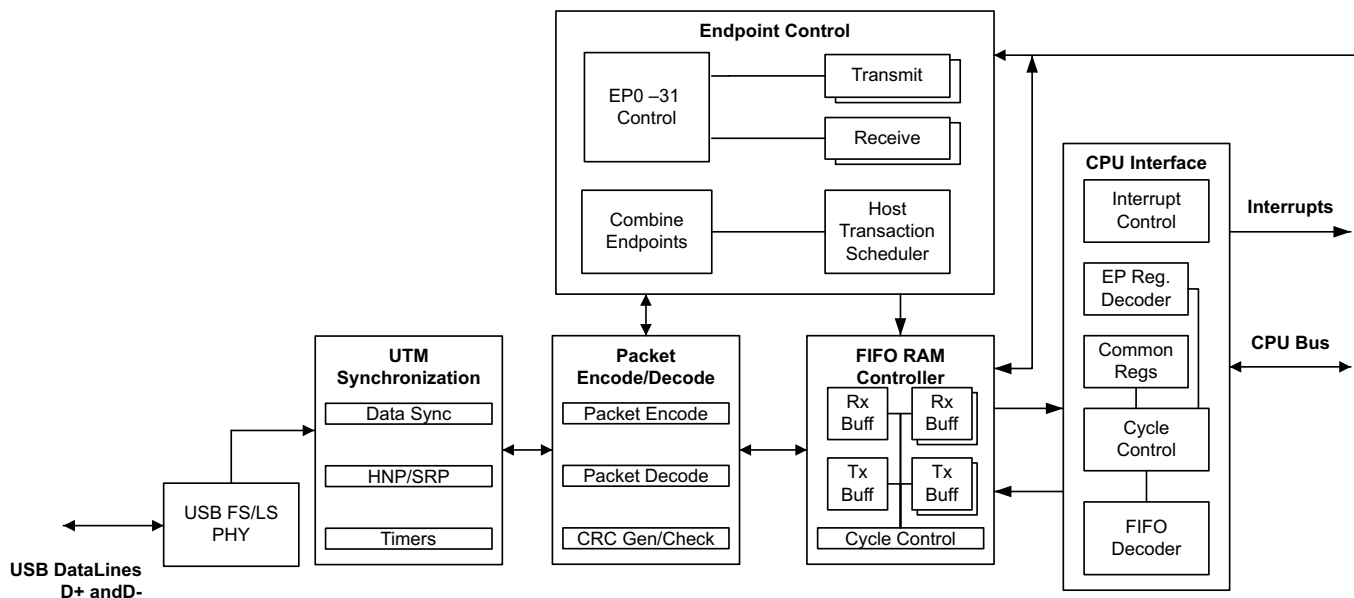 Endpoint Control
EP0 –31
Control
Transmit
Receive
Combine
Endpoints
Host
Transaction
Scheduler
CPU Interface
Interrupt
Control
EP Reg.
Decoder
Common
Regs
Cycle
Control
FIFO
Decoder
Interrupts
CPU Bus
UTM
Synchronization
Data Sync
HNP/SRP
Timers
Packet
Encode/Decode
Packet Encode
Packet Decode
CRC Gen/Check
FIFO RAM
Controller
Rx
Buff
Rx
Buff
Tx
Buff
Tx
Buff
Cycle Control
USB FS/LS
PHY
USB DataLines
D+ andD-